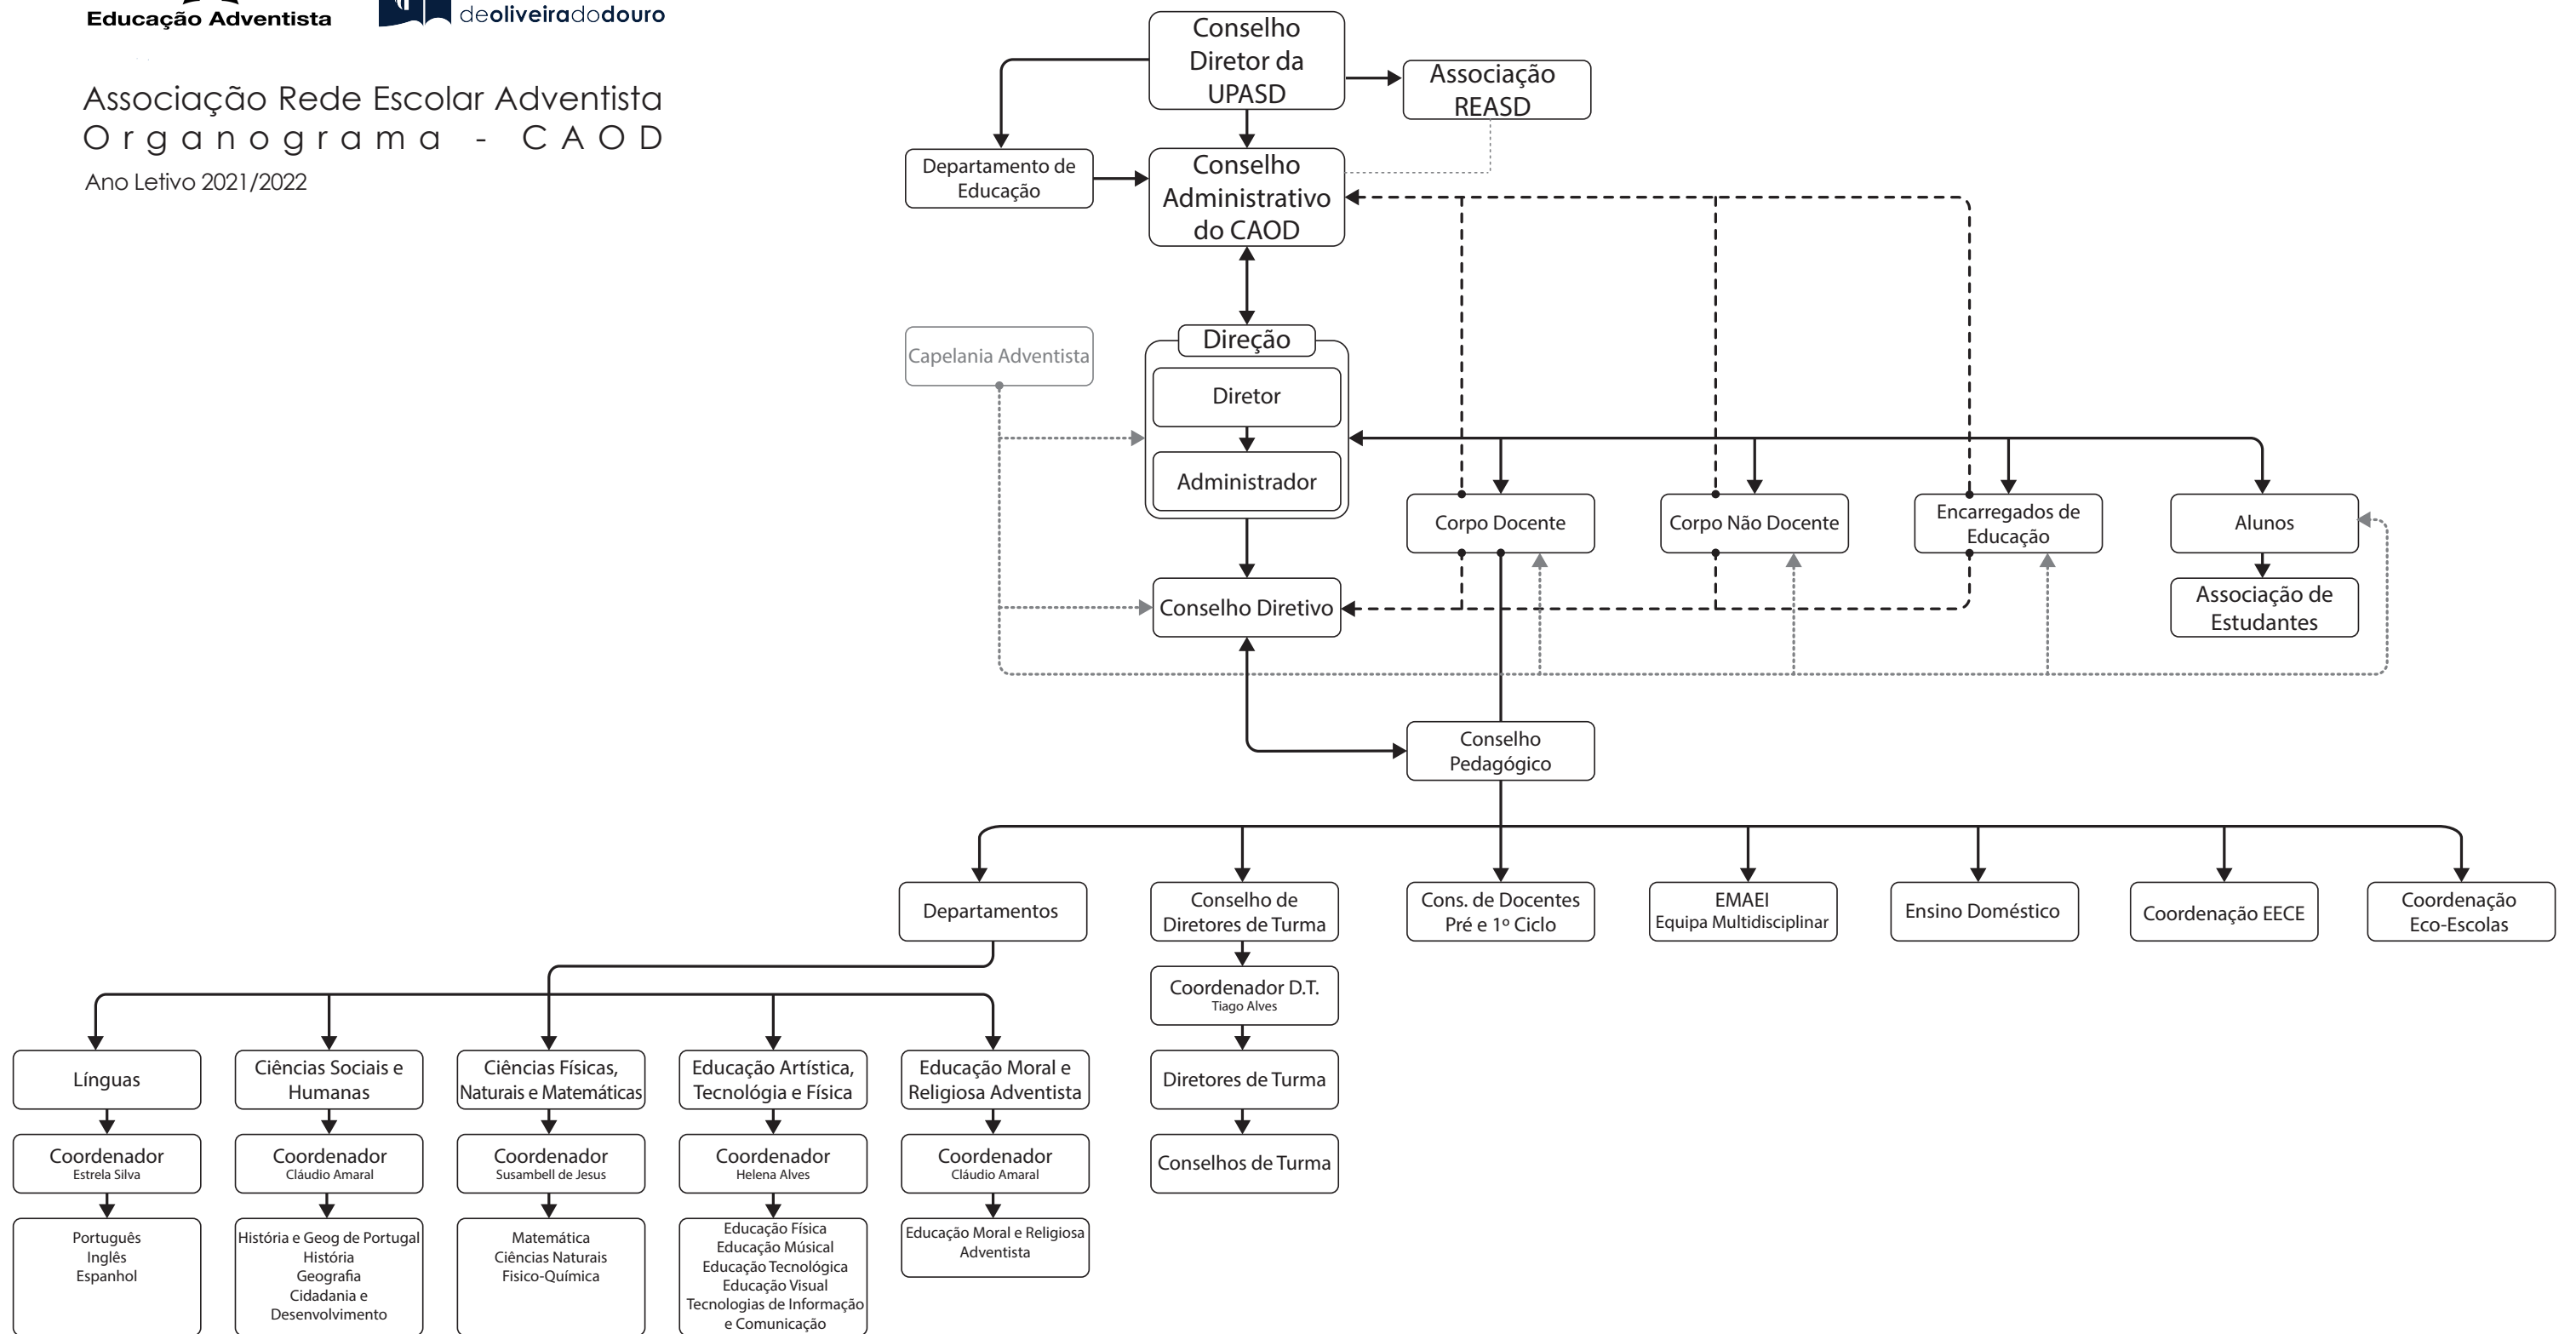 Educação Adventista
deoliveiradodouro
Associação Rede Escolar Adventista
Organograma - CAOD
Ano Letivo 2021/2022
Conselho
Diretor da
UPASD
Associação
REASD
Departamento de
Educação
Conselho
Administrativo
do CAOD
Capelania Adventista
Direção
Diretor
Administrador
Corpo Docente
Corpo Não Docente
Encarregados de
Educação
Alunos
Conselho Diretivo
Associação de
Estudantes
Conselho
Pedagógico
Departamentos
Conselho de
Diretores de Turma
Cons. de Docentes
Pré e 1º Ciclo
EMAEI
Equipa Multidisciplinar
Ensino Doméstico
Coordenação EECE
Coordenação
Eco-Escolas
Coordenador D.T.
Tiago Alves
Diretores de Turma
Conselhos de Turma
Línguas
Ciências Sociais e
Humanas
Ciências Físicas,
Naturais e Matemáticas
Educação Artística,
Tecnológia e Física
Educação Moral e
Religiosa Adventista
Coordenador
Estrela Silva
Coordenador
Cláudio Amaral
Coordenador
Susambell de Jesus
Coordenador
Helena Alves
Coordenador
Cláudio Amaral
Português
Inglês
Espanhol
História e Geog de Portugal
História
Geografia
Cidadania e
Desenvolvimento
Matemática
Ciências Naturais
Fisico-Química
Educação Física
Educação Músical
Educação Tecnológica
Educação Visual
Tecnologias de Informação
e Comunicação
Educação Moral e Religiosa
Adventista